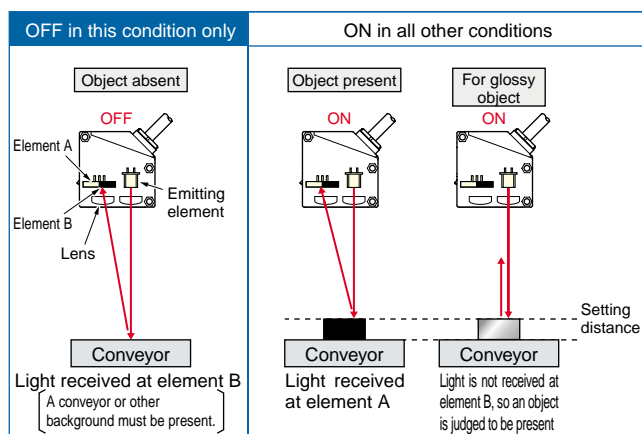 OFF in this condition only
ON in all other conditions
Object absent
Object present
For glossy
object
OFF
ON
ON
Element A
Element B
Lens
Emitting
element
Setting
distance
Conveyor
Conveyor
Conveyor
Light received at element B
A conveyor or other
background must be present.
Light received
at element A
Light is not received at
element B, so an object
is judged to be present